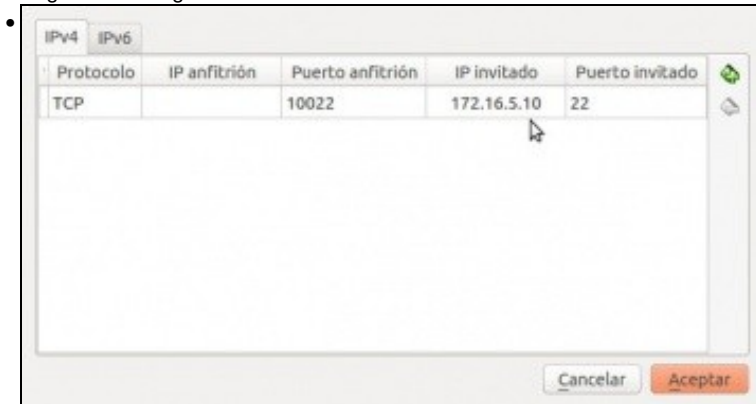 IPv4 IPv6
Protocolo IP anfitrión Puerto anfitrión IP invitado Puerto invitado
TCP 10022 172.16.5.10 22
Cancelar Aceptar